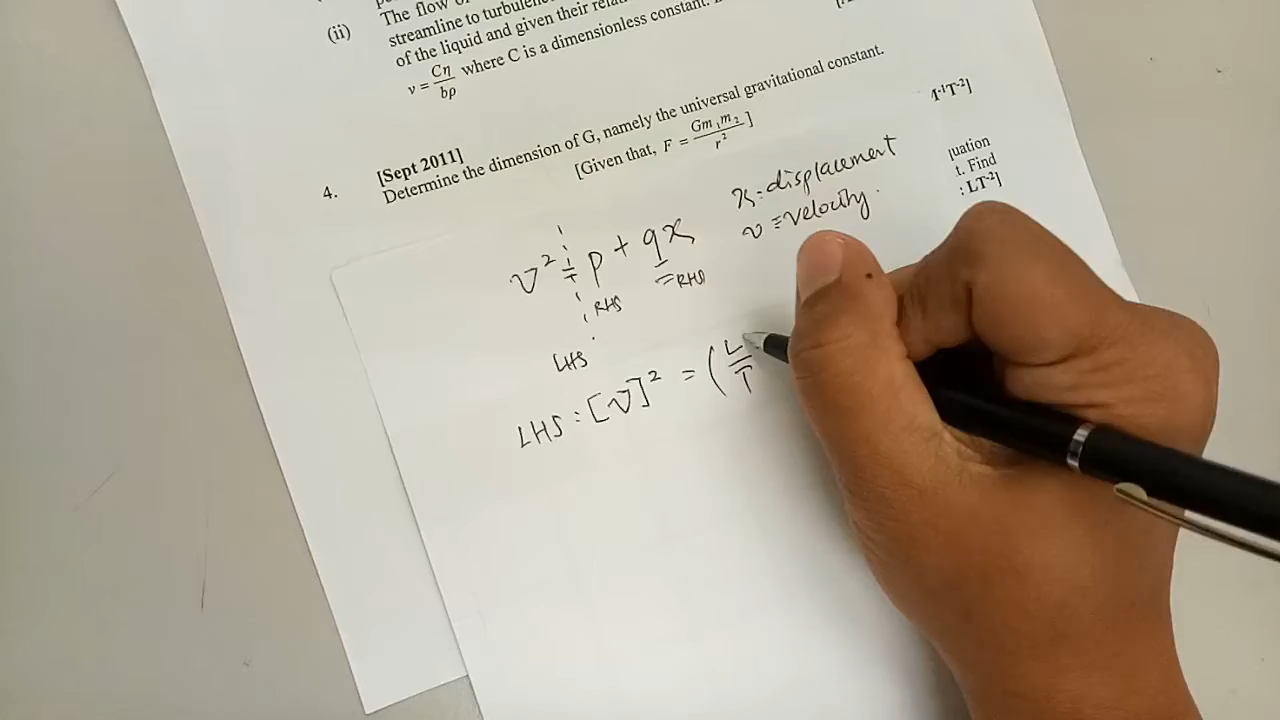 (ii) The flow of
streamline to turbulen
of the liquid and given their rela
v = Cη/bρ where C is a dimensionless constant.
4. [Sept 2011]
Determine the dimension of G, namely the universal gravitational constant.
[Given that, F = Gm₁m₂/r² ]
T⁻²]
t. Find
: LT⁻²]
x = displacement
v = velocity.
v² = p + qx
RHS = RHS
LHS
LHS : [v]² = (L/T